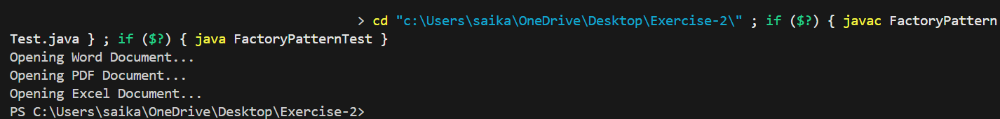 > cd "c:\Users\saika\OneDrive\Desktop\Exercise-2\" ; if ($?) { javac FactoryPattern
Test.java } ; if ($?) { java FactoryPatternTest }
Opening Word Document...
Opening PDF Document...
Opening Excel Document...
PS C:\Users\saika\OneDrive\Desktop\Exercise-2>